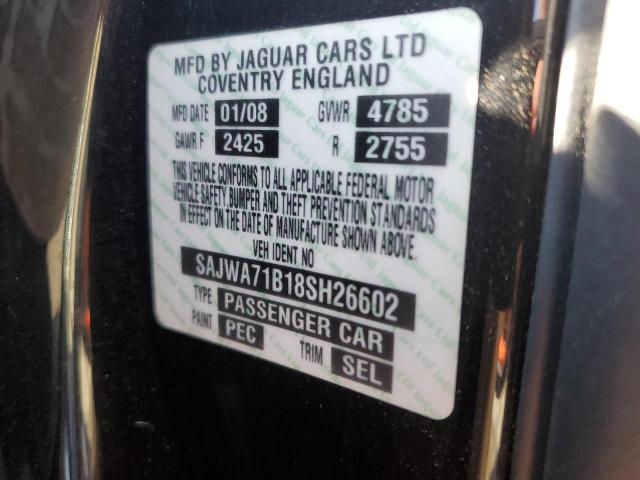 MFD BY JAGUAR CARS LTD
COVENTRY ENGLAND
MFD DATE 01/08 GVWR 4785
GAWR F 2425 R 2755
THIS VEHICLE CONFORMS TO ALL APPLICABLE FEDERAL MOTOR
VEHICLE SAFETY BUMPER AND THEFT PREVENTION STANDARDS
IN EFFECT ON THE DATE OF MANUFACTURE SHOWN ABOVE.
VEH IDENT NO
SAJWA71B18SH26602
TYPE PASSENGER CAR
PAINT PEC TRIM SEL